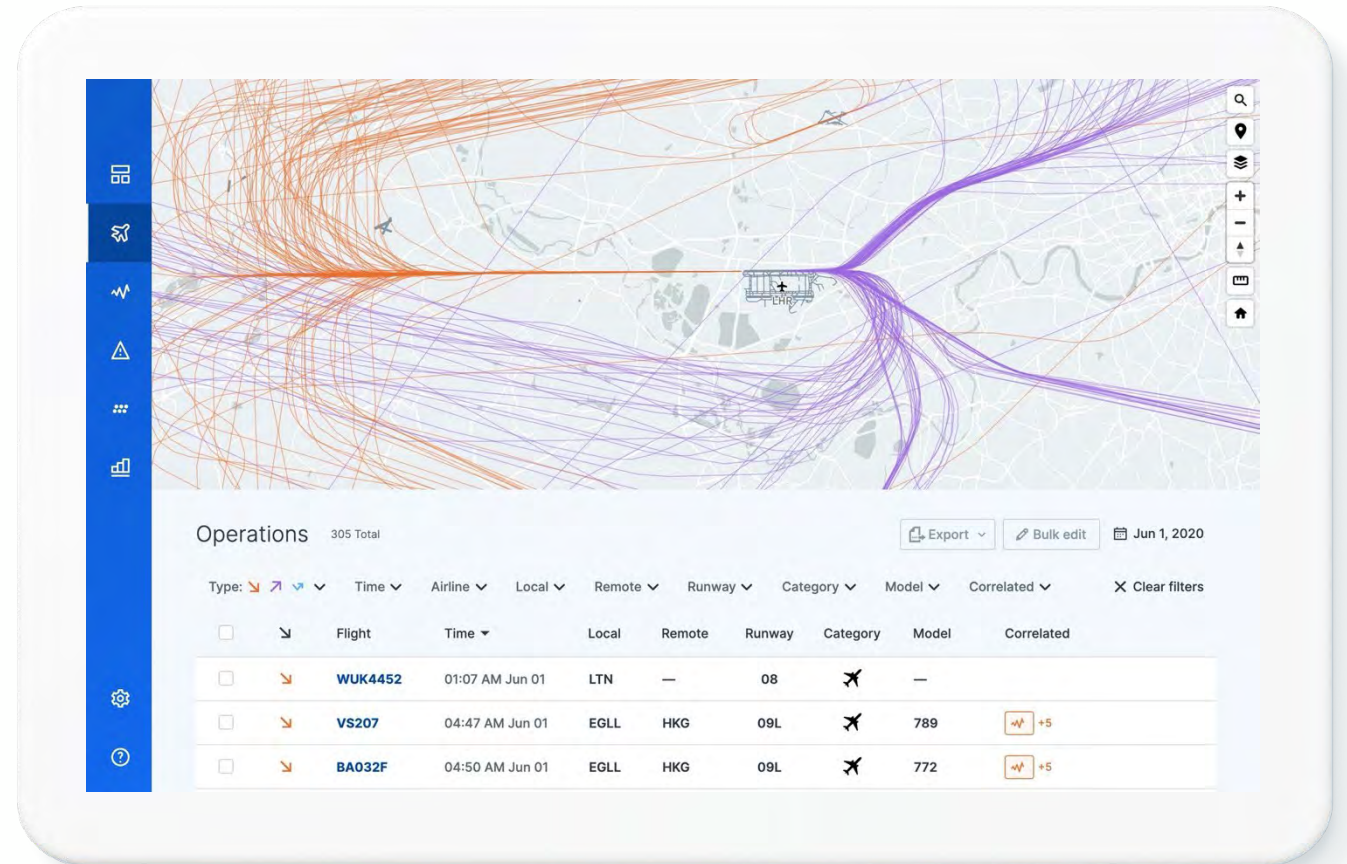 LHR
Operations 305 Total Export Bulk edit Jun 1, 2020
Type: Time Airline Local Remote Runway Category Model Correlated Clear filters
Flight Time Local Remote Runway Category Model Correlated
WUK4452 01:07 AM Jun 01 LTN — 08 —
VS207 04:47 AM Jun 01 EGLL HKG 09L 789 +5
BA032F 04:50 AM Jun 01 EGLL HKG 09L 772 +5